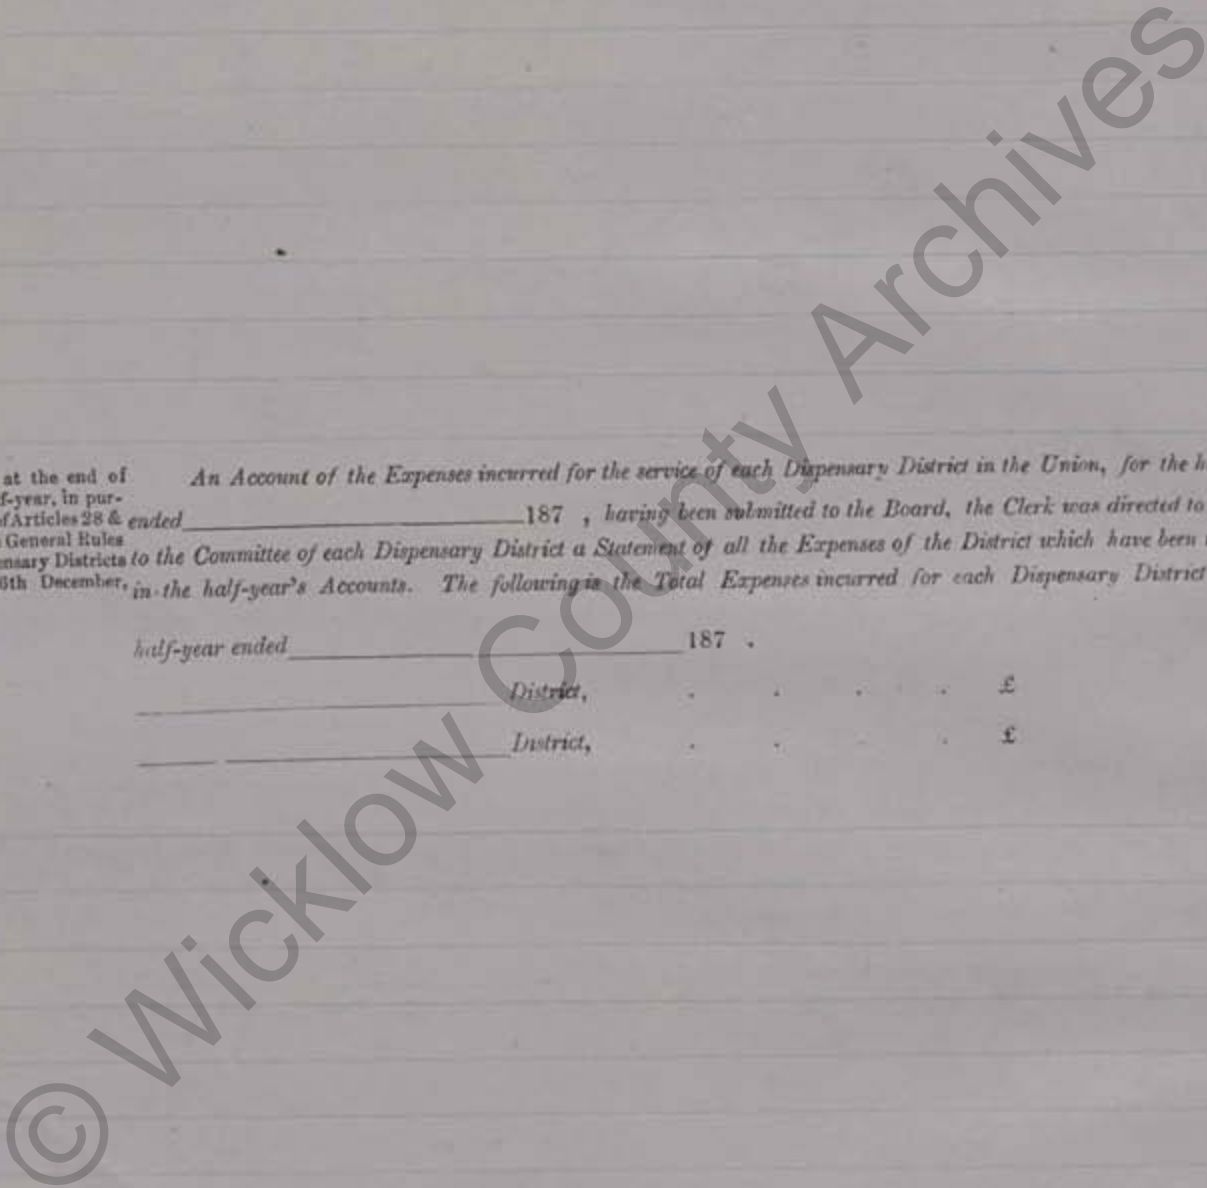 at the end of
f-year, in pur-
of Articles 28 &
General Rules
ensary Districts
6th December,
An Account of the Expenses incurred for the service of each Dispensary District in the Union, for the h
ended 187 , having been submitted to the Board, the Clerk was directed to
to the Committee of each Dispensary District a Statement of all the Expenses of the District which have been
in the half-year's Accounts. The following is the Total Expenses incurred for each Dispensary District
half-year ended 187 .
District, . . . . £
District, . . . . £
© Wicklow County Archives